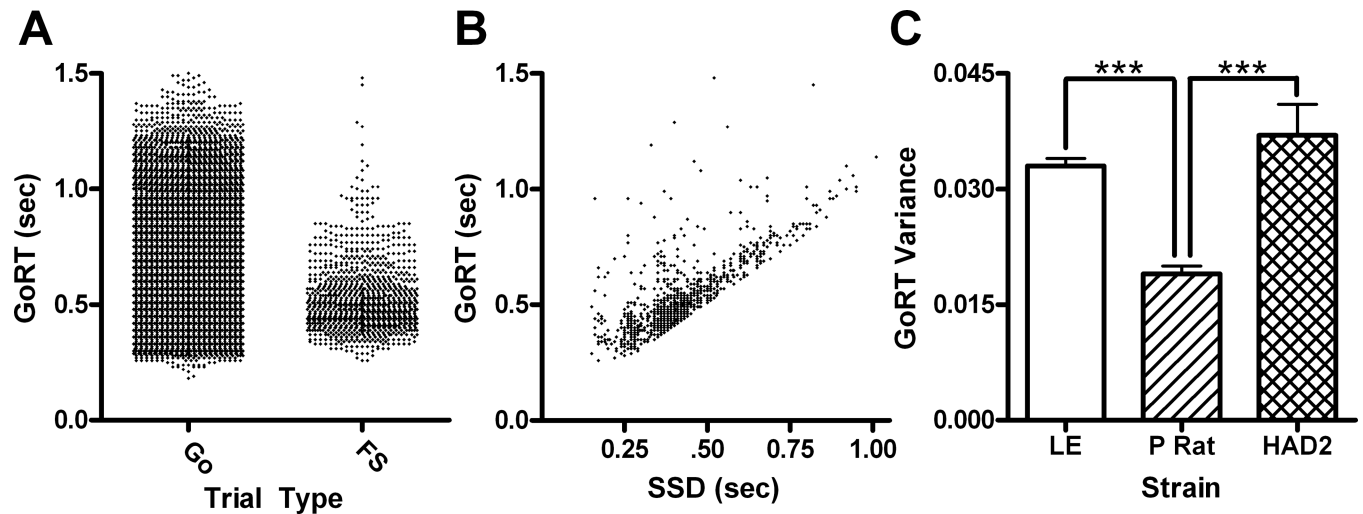 A
GoRT (sec)
1.5
1.0
0.5
0.0
Go
FS
Trial Type
B
GoRT (sec)
1.5
1.0
0.5
0.0
0.25
.50
0.75
1.00
SSD (sec)
C
GoRT Variance
0.045
0.030
0.015
0.000
***
***
LE
P Rat
HAD2
Strain